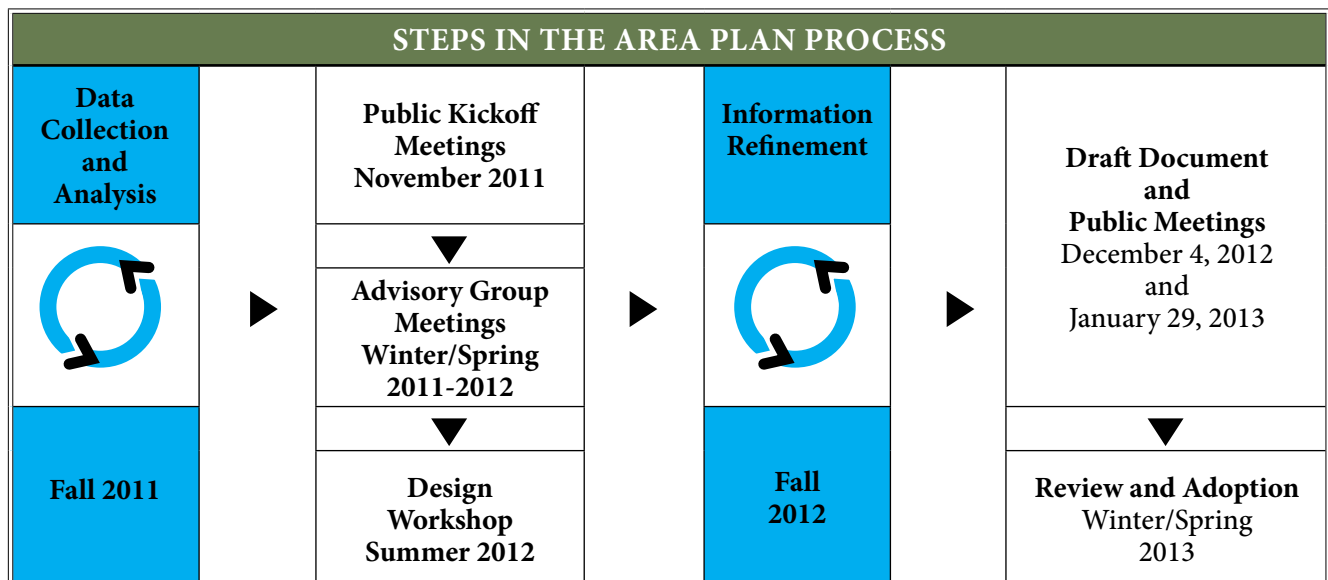 STEPS IN THE AREA PLAN PROCESS
Data
Collection
and
Analysis
Fall 2011
Public Kickoff
Meetings
November 2011
Advisory Group
Meetings
Winter/Spring
2011-2012
Design
Workshop
Summer 2012
Information
Refinement
Fall
2012
Draft Document
and
Public Meetings
December 4, 2012
and
January 29, 2013
Review and Adoption
Winter/Spring
2013